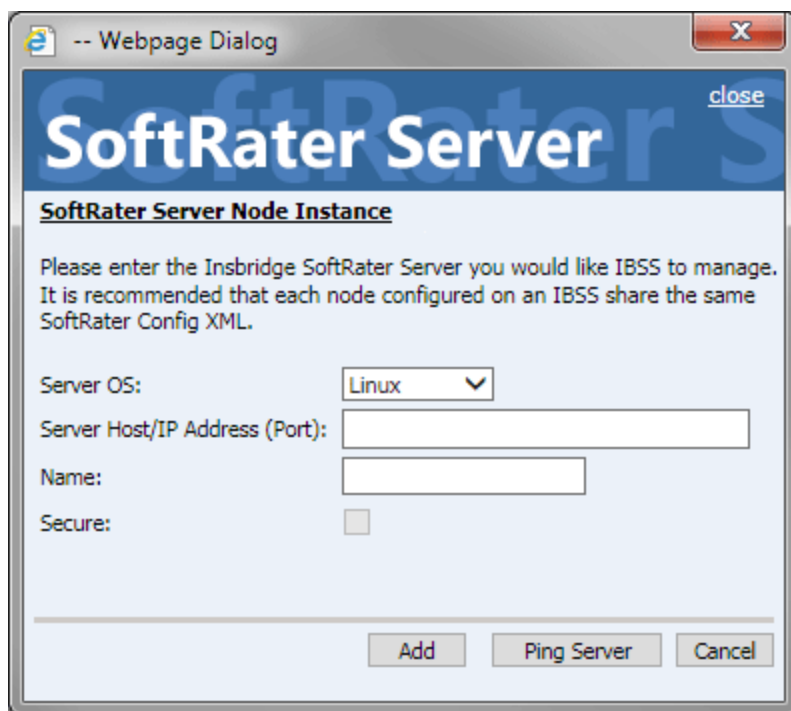 -- Webpage Dialog
x
close
SoftRater Server
SoftRater Server Node Instance
Please enter the Insbridge SoftRater Server you would like IBSS to manage.
It is recommended that each node configured on an IBSS share the same
SoftRater Config XML.
Server OS: Linux
Server Host/IP Address (Port):
Name:
Secure:
Add Ping Server Cancel